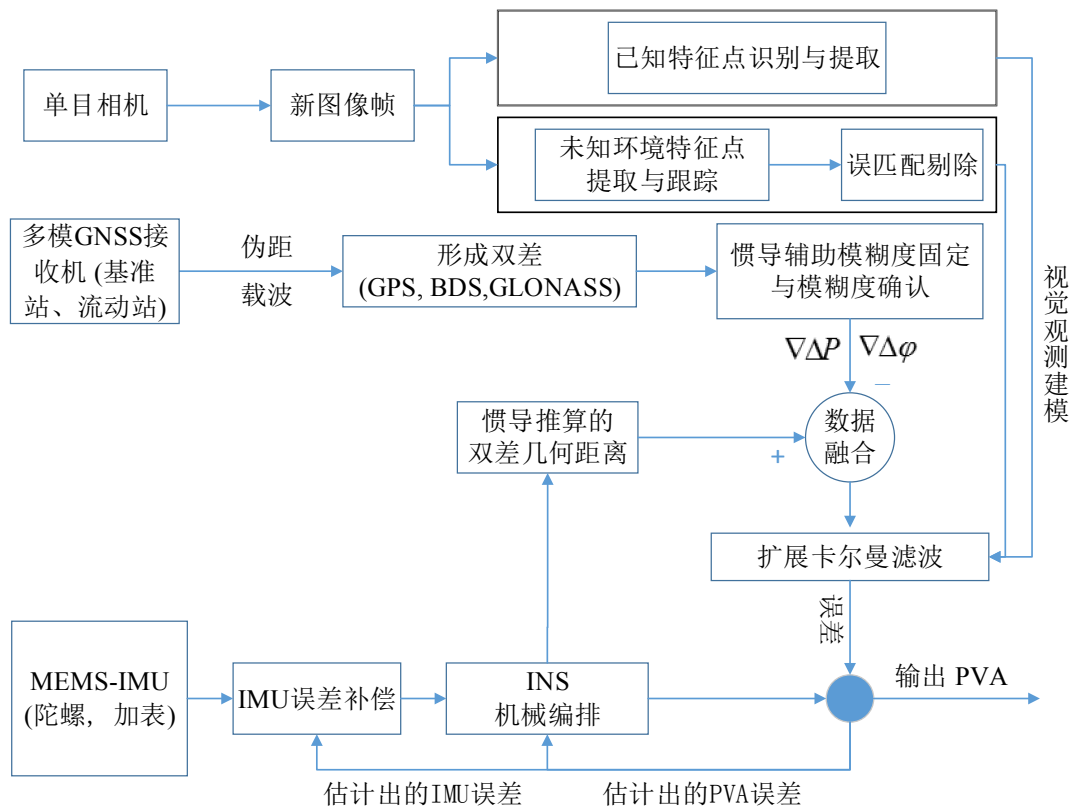 已知特征点识别与提取
单目相机
新图像帧
未知环境特征点
提取与跟踪
误匹配剔除
多模GNSS接
收机 (基准
站、流动站)
伪距
载波
形成双差
(GPS, BDS,GLONASS)
惯导辅助模糊度固定
与模糊度确认
视觉观测建模
∇ΔP
∇Δφ
−
惯导推算的
双差几何距离
+
数据
融合
扩展卡尔曼滤波
误差
MEMS-IMU
(陀螺, 加表)
IMU误差补偿
INS
机械编排
输出 PVA
估计出的IMU误差
估计出的PVA误差